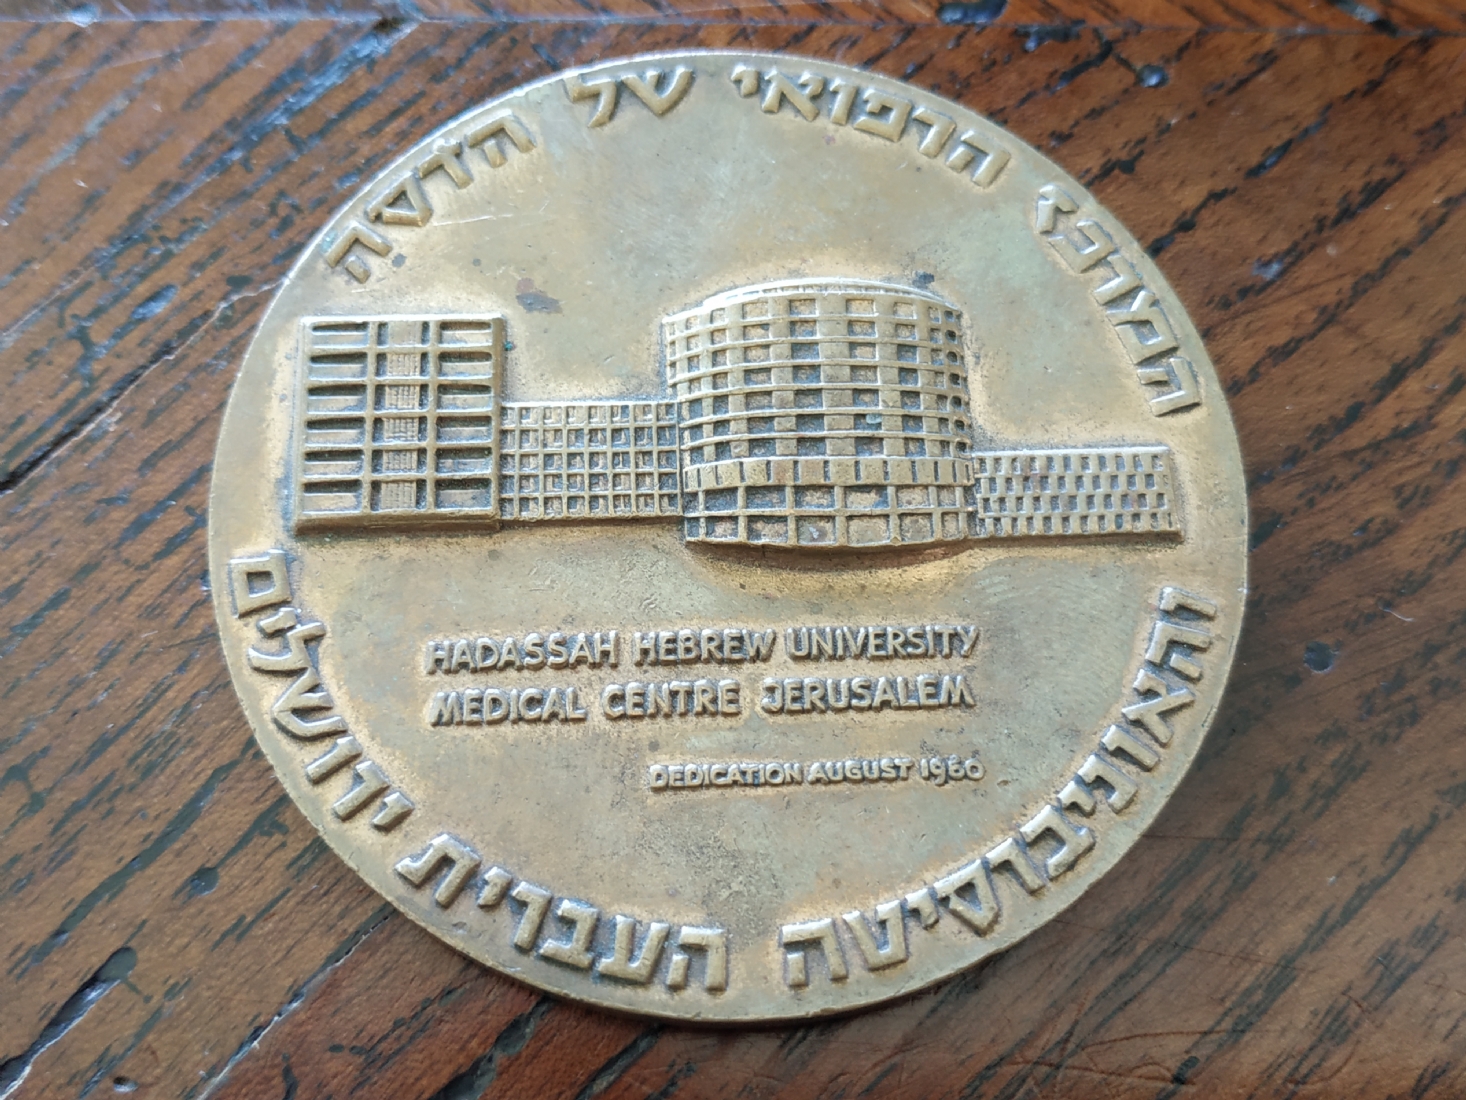 המרכז הרפואי של הדסה
והאוניברסיטה העברית ירושלים
HADASSAH HEBREW UNIVERSITY
MEDICAL CENTRE JERUSALEM
DEDICATION AUGUST 1960